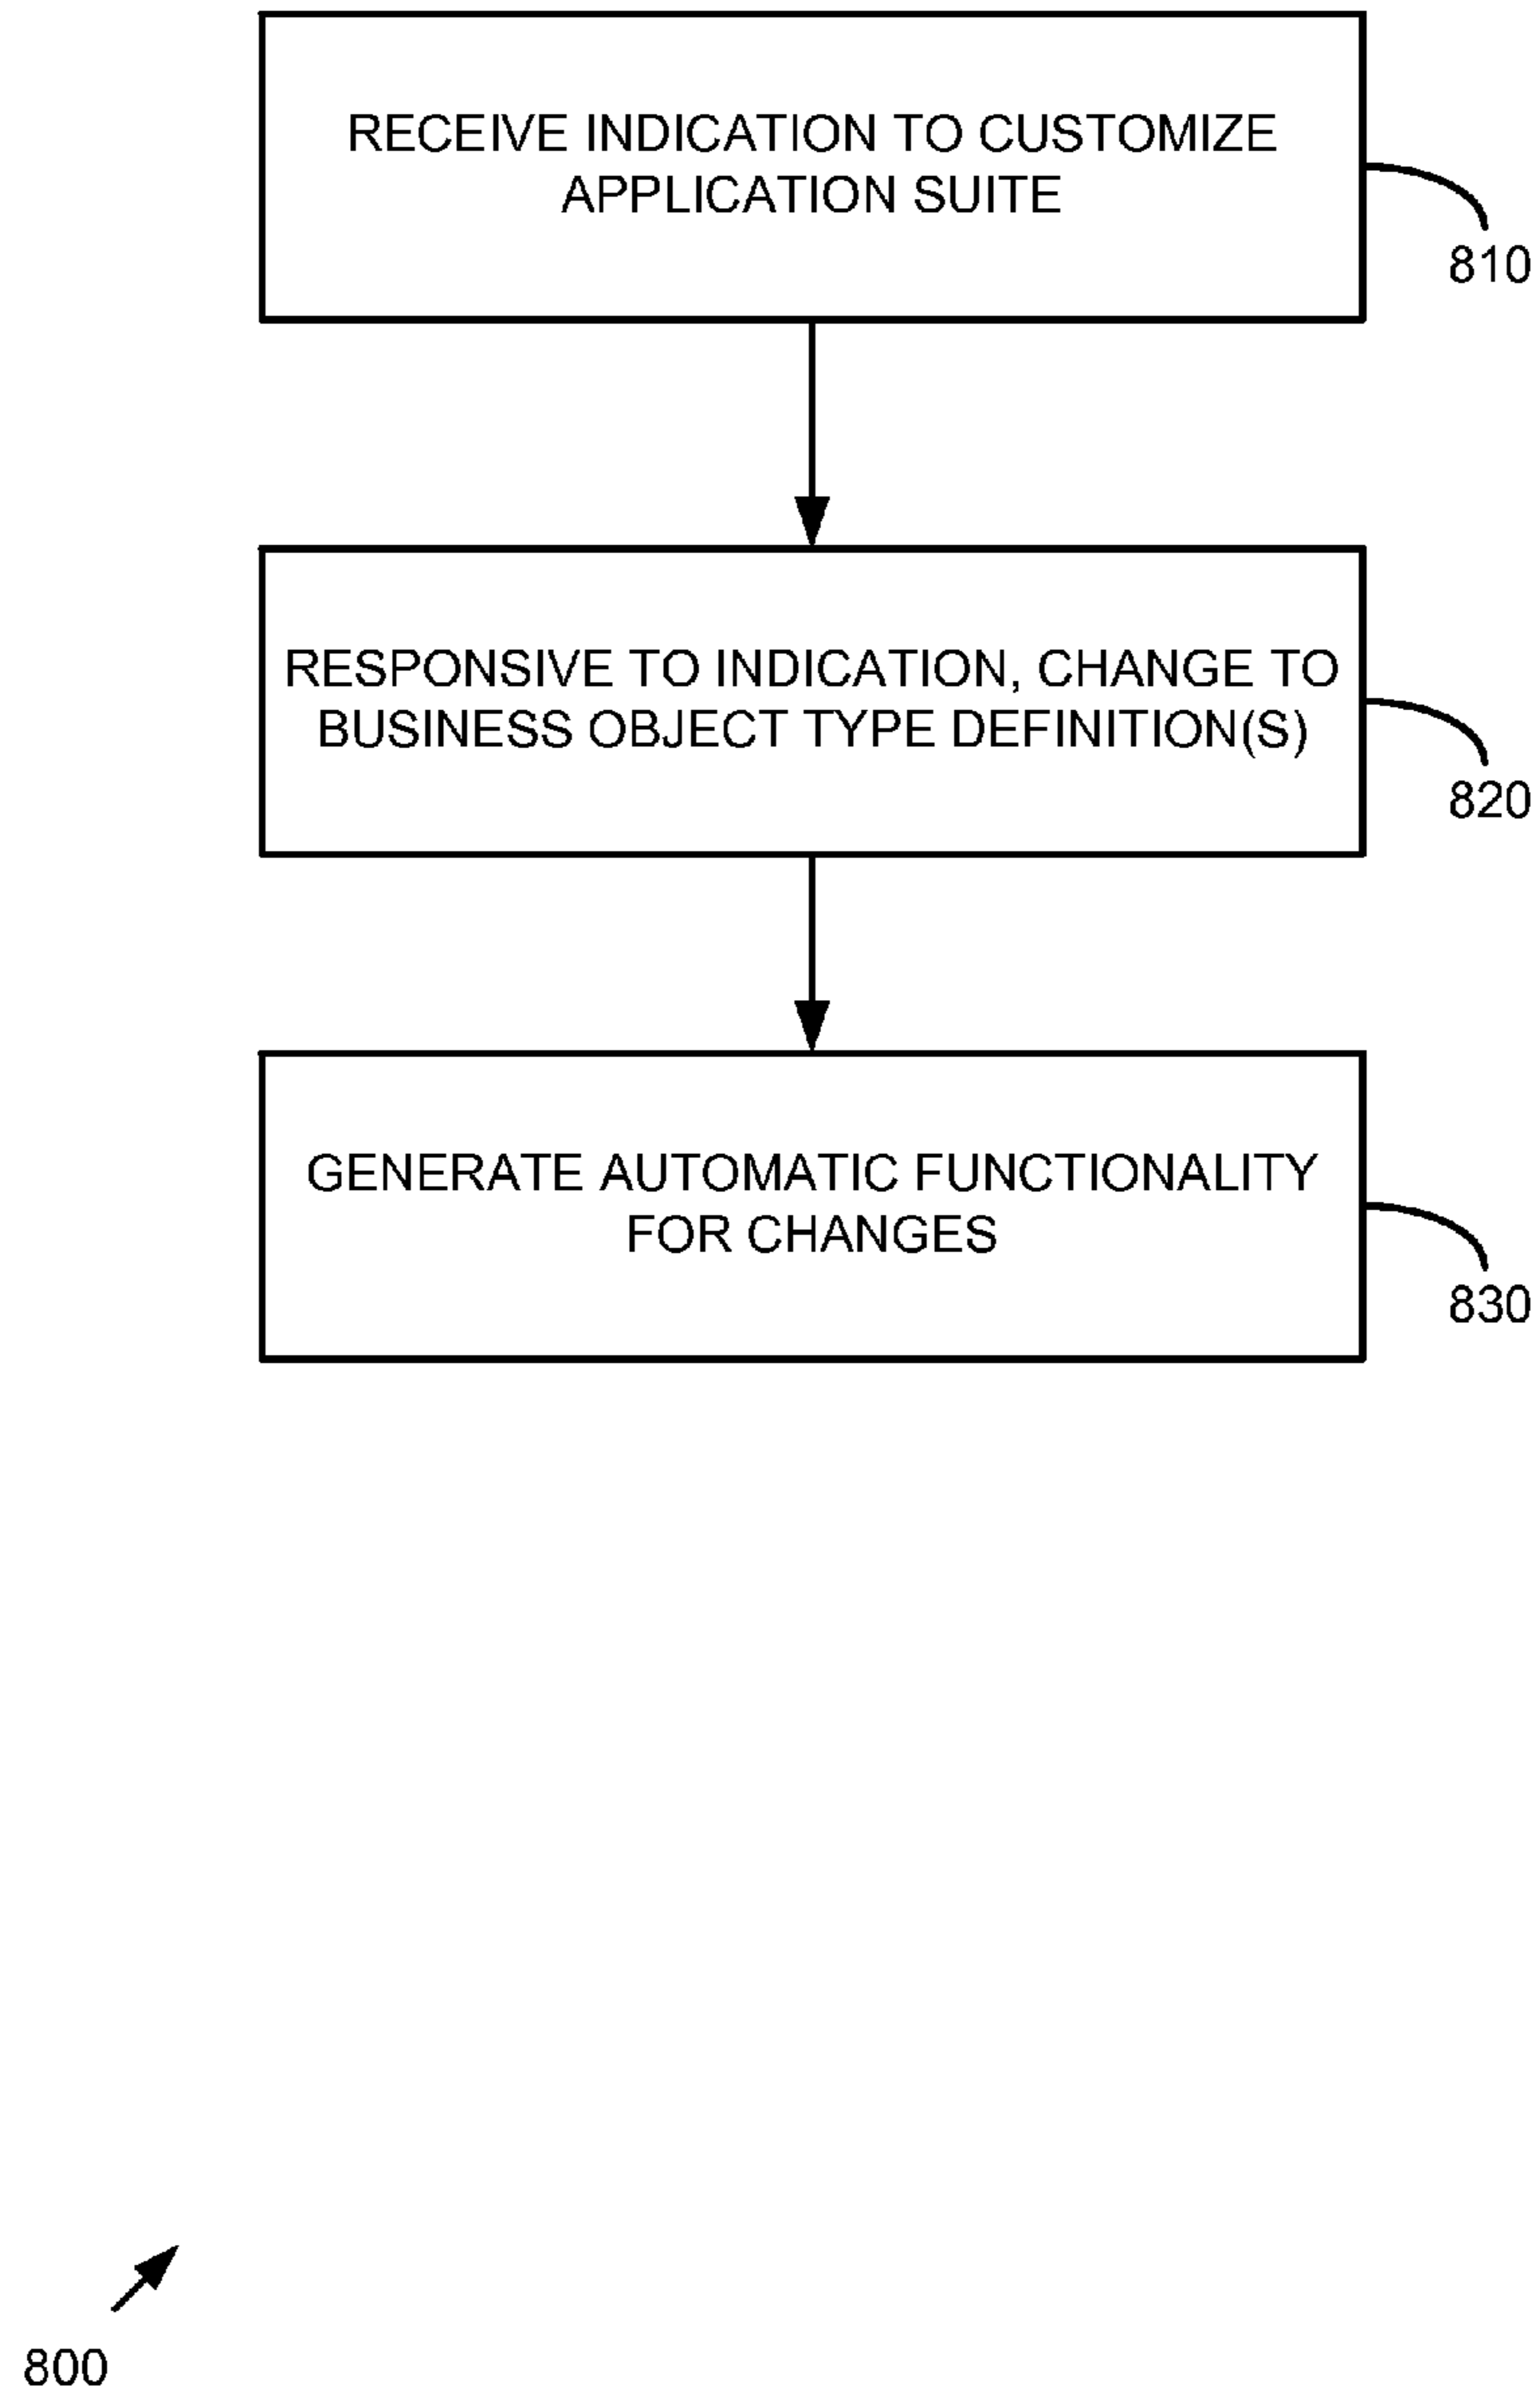 RECEIVE INDICATION TO CUSTOMIZE
APPLICATION SUITE
810
RESPONSIVE TO INDICATION, CHANGE TO
BUSINESS OBJECT TYPE DEFINITION(S)
820
GENERATE AUTOMATIC FUNCTIONALITY
FOR CHANGES
830
800